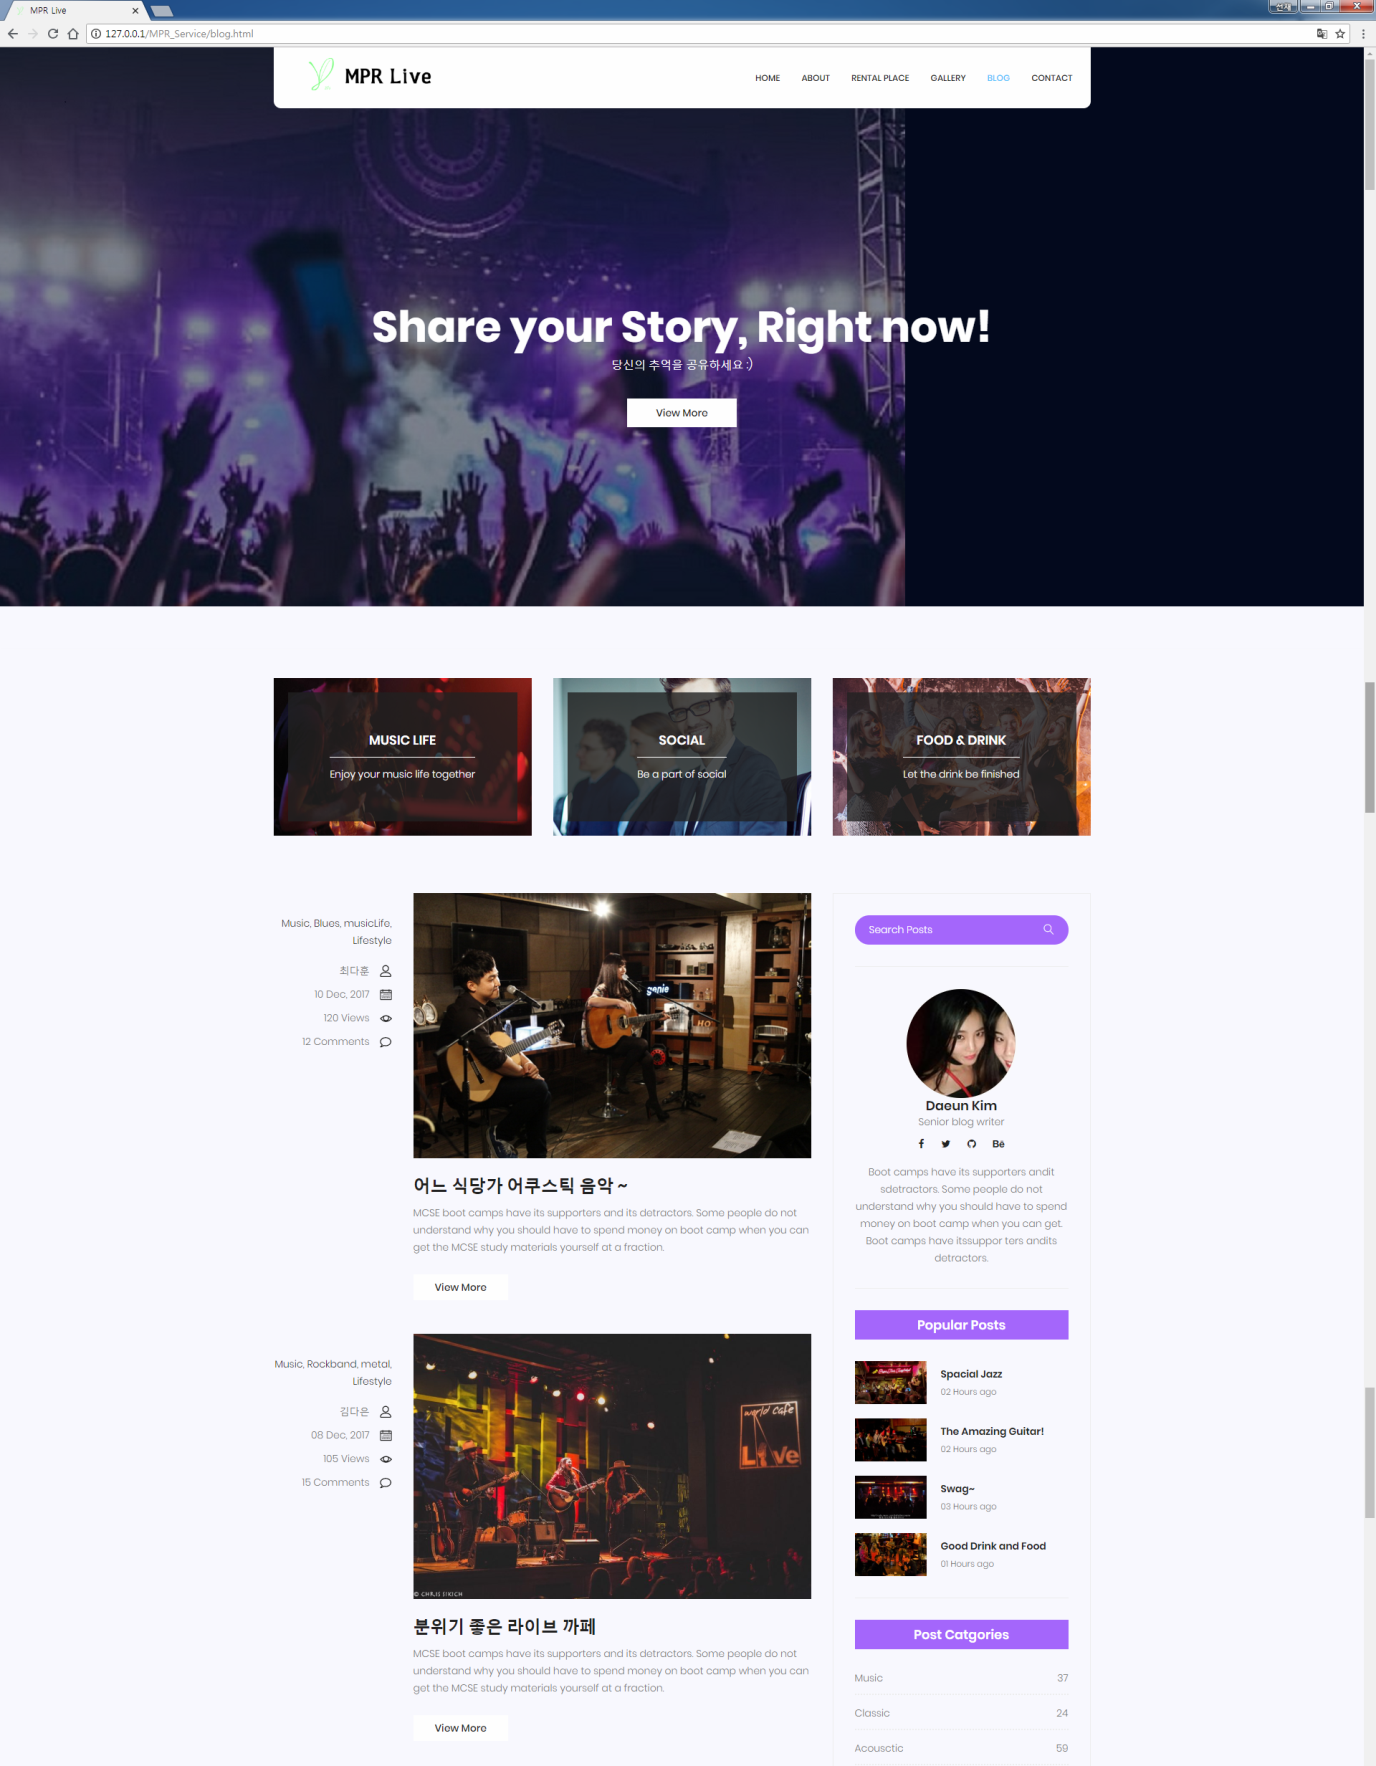 MPR Live
선재
127.0.0.1/MPR_Service/blog.html
MPR Live
HOME
ABOUT
RENTAL PLACE
GALLERY
BLOG
CONTACT
Share your Story, Right now!
당신의 추억을 공유하세요 :)
View More
MUSIC LIFE
Enjoy your music life together
SOCIAL
Be a part of social
FOOD & DRINK
Let the drink be finished
Music, Blues, musicLife,
Lifestyle
최다훈
10 Dec, 2017
120 Views
12 Comments
genie
HO
어느 식당가 어쿠스틱 음악 ~
MCSE boot camps have its supporters and its detractors. Some people do not
understand why you should have to spend money on boot camp when you can
get the MCSE study materials yourself at a fraction.
View More
Music, Rockband, metal,
Lifestyle
김다은
08 Dec, 2017
105 Views
15 Comments
world cafe
Live
© CHRIS SIKICH
분위기 좋은 라이브 까페
MCSE boot camps have its supporters and its detractors. Some people do not
understand why you should have to spend money on boot camp when you can
get the MCSE study materials yourself at a fraction.
View More
Search Posts
Daeun Kim
Senior blog writer
Bē
Boot camps have its supporters andit
sdetractors. Some people do not
understand why you should have to spend
money on boot camp when you can get.
Boot camps have itssuppor ters andits
detractors.
Popular Posts
Spacial Jazz
02 Hours ago
The Amazing Guitar!
02 Hours ago
Swag~
03 Hours ago
Good Drink and Food
01 Hours ago
Post Catgories
Music 37
Classic 24
Acousctic 59